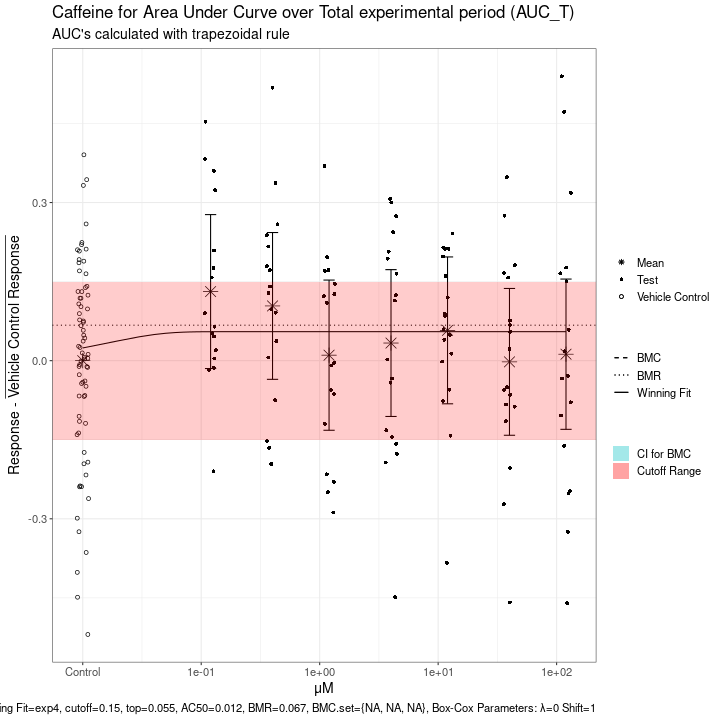 Caffeine for Area Under Curve over Total experimental period (AUC_T)
AUC's calculated with trapezoidal rule
Response - Vehicle Control Response
0.3
0.0
-0.3
Control
1e-01
1e+00
1e+01
1e+02
μM
Mean
Test
Vehicle Control
BMC
BMR
Winning Fit
CI for BMC
Cutoff Range
ing Fit=exp4, cutoff=0.15, top=0.055, AC50=0.012, BMR=0.067, BMC.set={NA, NA, NA}, Box-Cox Parameters: λ=0 Shift=1